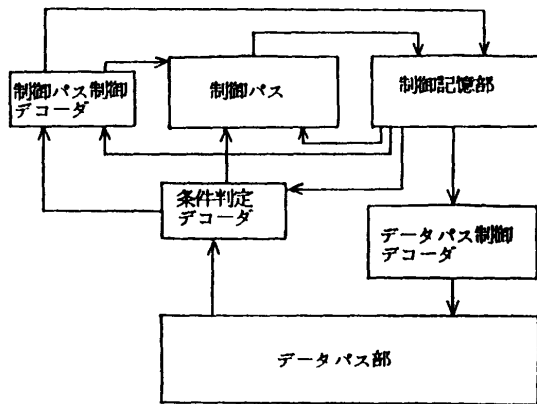 制御パス制御
デコーダ
制御パス
制御記憶部
条件判定
デコーダ
データパス制御
デコーダ
データパス部